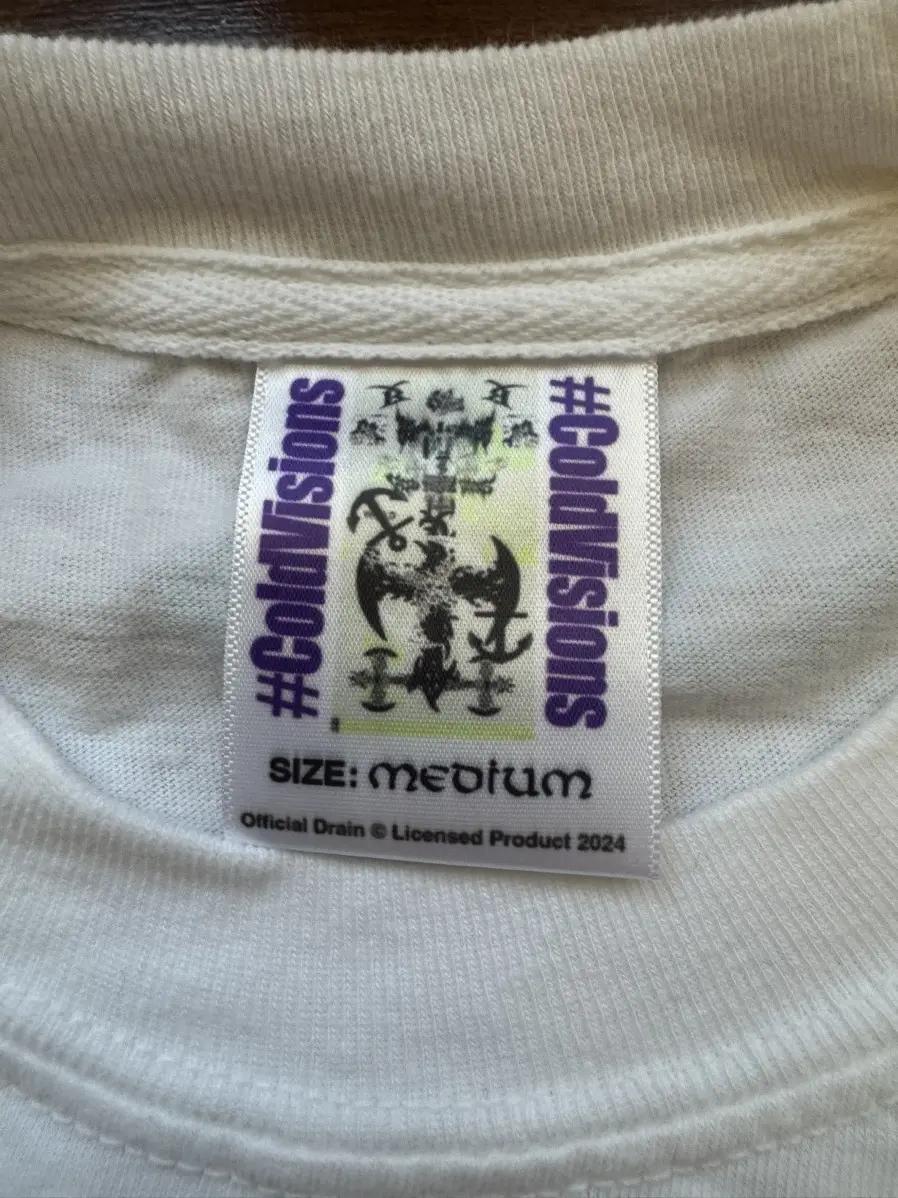 #ColdVisions
#ColdVisions
SIZE: medium
Official Drain © Licensed Product 2024